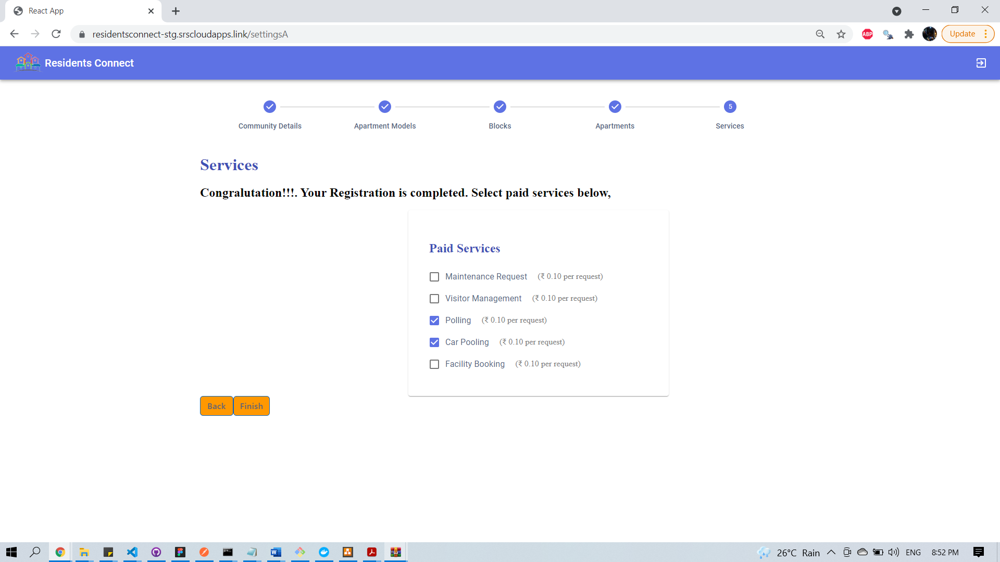 React App
residentsconnect-stg.srscloudapps.link/settingsA
ABP
Update
Residents Connect
5
Community Details
Apartment Models
Blocks
Apartments
Services
Services
Congralutation!!!. Your Registration is completed. Select paid services below,
Paid Services
Maintenance Request (₹ 0.10 per request)
Visitor Management (₹ 0.10 per request)
Polling (₹ 0.10 per request)
Car Pooling (₹ 0.10 per request)
Facility Booking (₹ 0.10 per request)
Back
Finish
26°C Rain
ENG
8:52 PM